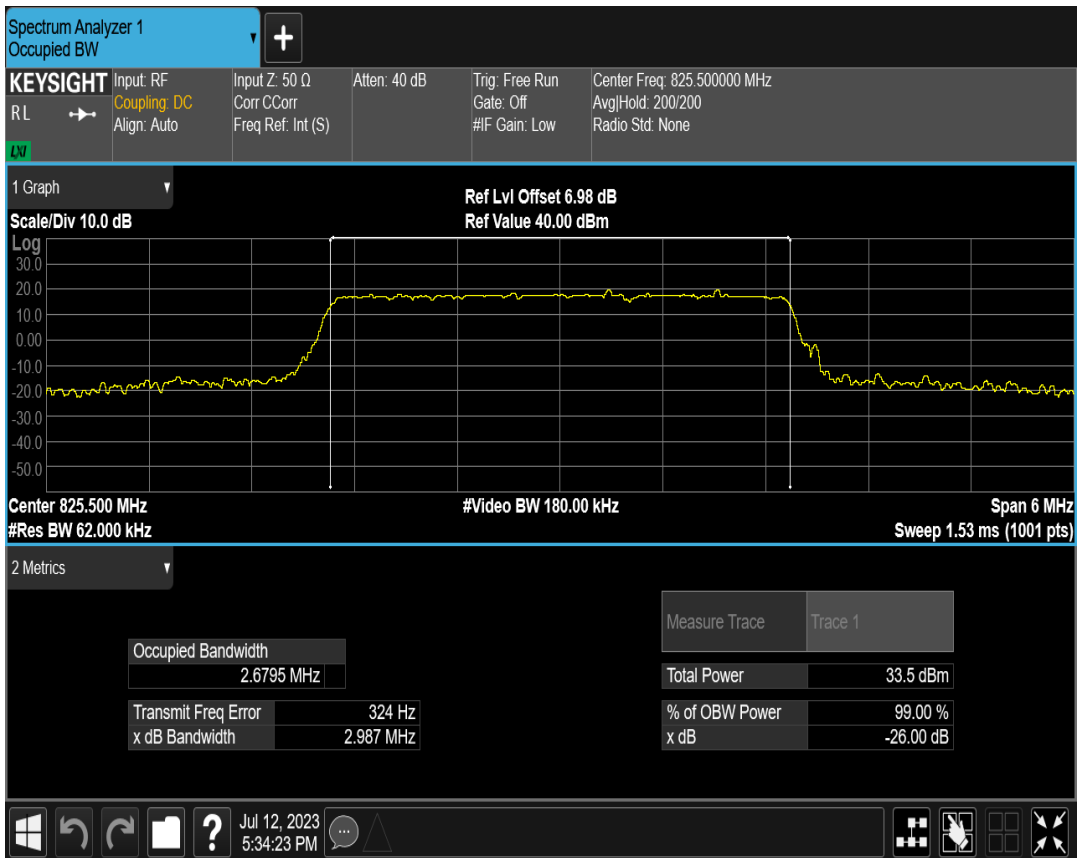 Spectrum Analyzer 1
Occupied BW
KEYSIGHT
RL
LXI
Input: RF
Coupling: DC
Align: Auto
Input Z: 50 Ω
Corr CCorr
Freq Ref: Int (S)
Atten: 40 dB
Trig: Free Run
Gate: Off
#IF Gain: Low
Center Freq: 825.500000 MHz
Avg|Hold: 200/200
Radio Std: None
1 Graph
Scale/Div 10.0 dB
Ref Lvl Offset 6.98 dB
Ref Value 40.00 dBm
Log
30.0
20.0
10.0
0.00
-10.0
-20.0
-30.0
-40.0
-50.0
Center 825.500 MHz
#Res BW 62.000 kHz
#Video BW 180.00 kHz
Span 6 MHz
Sweep 1.53 ms (1001 pts)
2 Metrics
Occupied Bandwidth
2.6795 MHz
Transmit Freq Error 324 Hz
x dB Bandwidth 2.987 MHz
Measure Trace Trace 1
Total Power 33.5 dBm
% of OBW Power 99.00 %
x dB -26.00 dB
Jul 12, 2023
5:34:23 PM